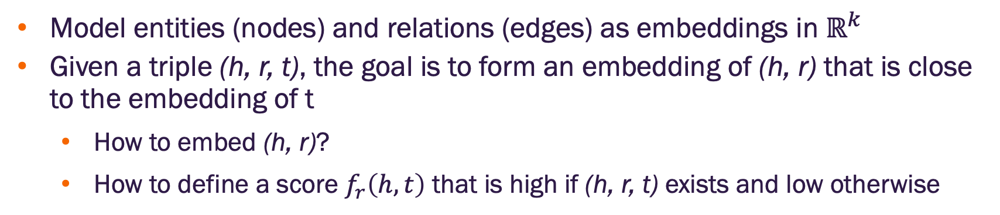 • Model entities (nodes) and relations (edges) as embeddings in ℝᵏ
• Given a triple (h, r, t), the goal is to form an embedding of (h, r) that is close
to the embedding of t
• How to embed (h, r)?
• How to define a score 𝑓ᵣ(ℎ, 𝑡) that is high if (h, r, t) exists and low otherwise